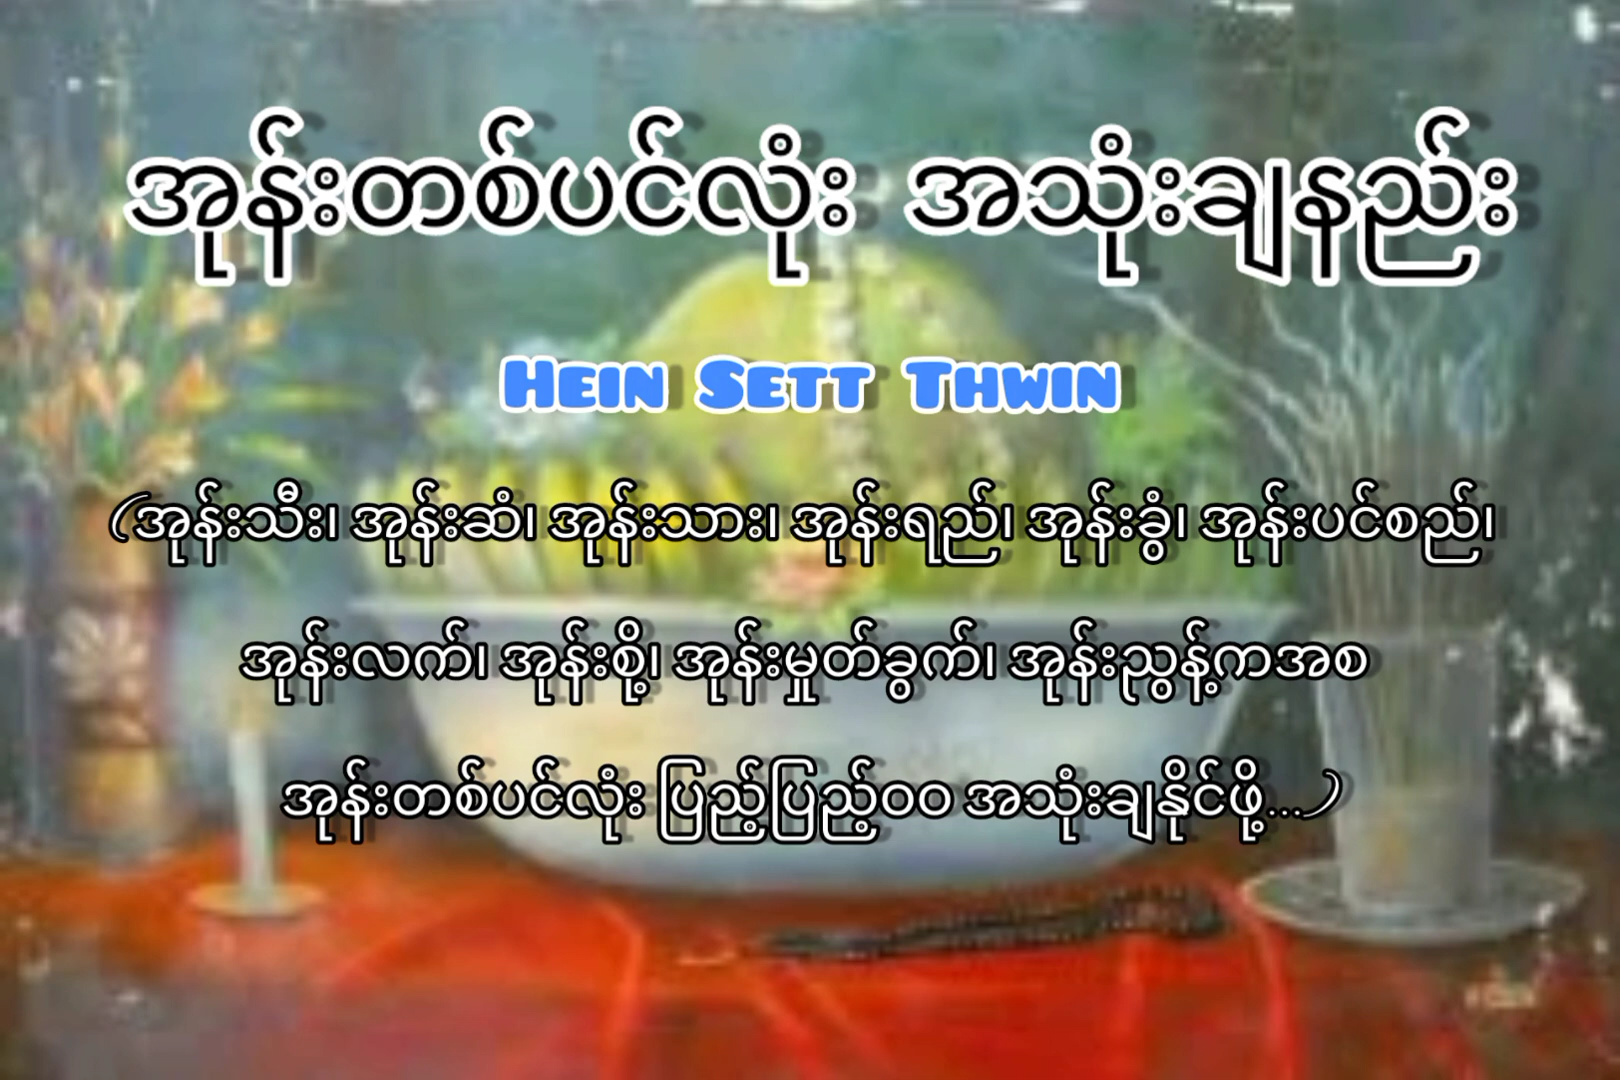 အုန်းတစ်ပင်လုံး အသုံးချနည်း
Hein Sett Thwin
(အုန်းသီး၊ အုန်းဆံ၊ အုန်းသား၊ အုန်းရည်၊ အုန်းခွံ၊ အုန်းပင်စည်၊
အုန်းလက်၊ အုန်းစို့၊ အုန်းမှုတ်ခွက်၊ အုန်းညွန့်ကအစ
အုန်းတစ်ပင်လုံး ပြည့်ပြည့်ဝဝ အသုံးချနိုင်ဖို့...)